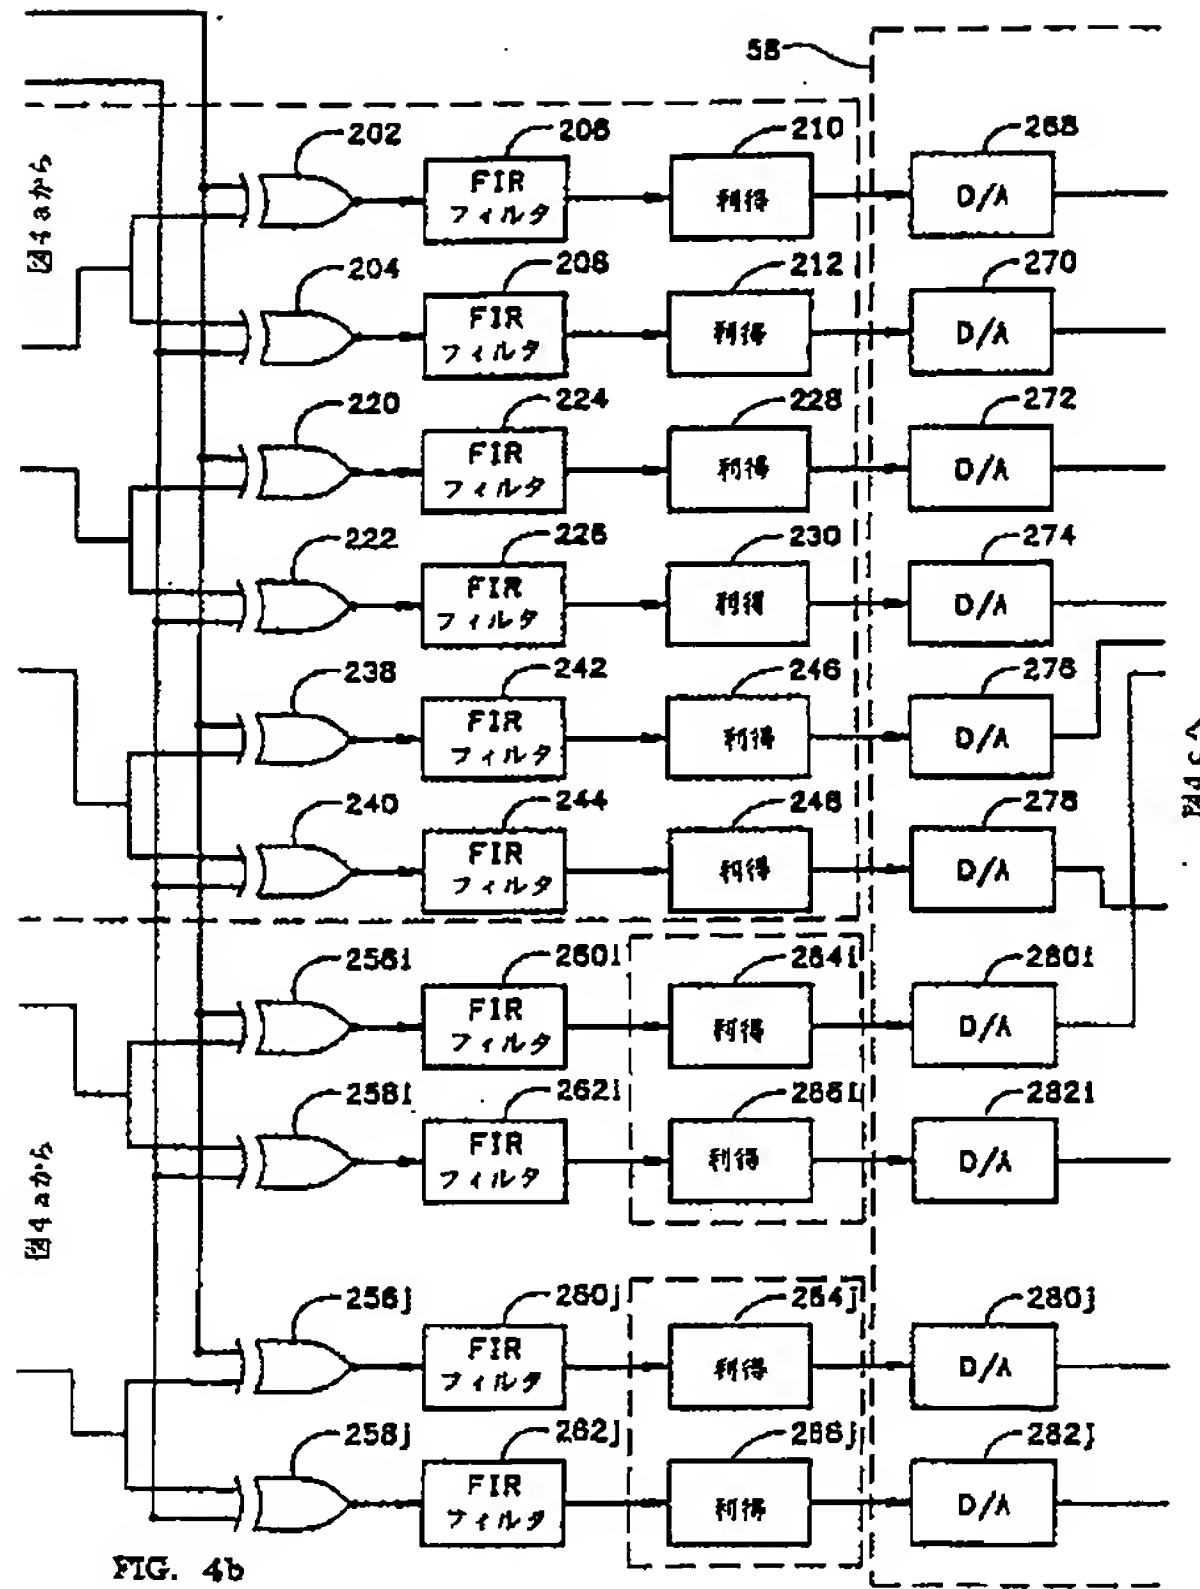 58
図4aから
202 206 210 268
FIR
フィルタ 利得 D/A
204 208 212 270
FIR
フィルタ 利得 D/A
220 224 228 272
FIR
フィルタ 利得 D/A
222 226 230 274
FIR
フィルタ 利得 D/A
238 242 246 276
FIR
フィルタ 利得 D/A
図4cへ
240 244 248 278
FIR
フィルタ 利得 D/A
256i 260i 264i 280i
FIR
フィルタ 利得 D/A
258i 262i 266i 282i
FIR
フィルタ 利得 D/A
図4aから
256j 260j 264j 280j
FIR
フィルタ 利得 D/A
258j 262j 266j 282j
FIR
フィルタ 利得 D/A
FIG. 4b